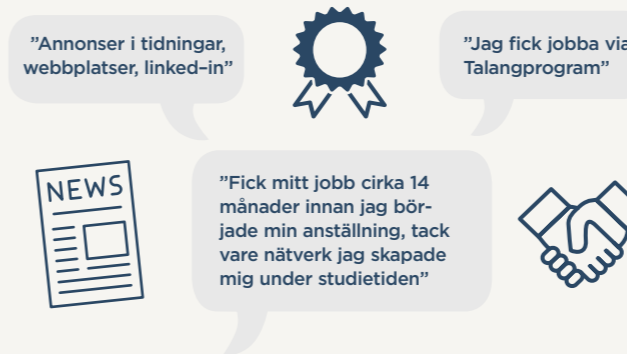 ”Annonser i tidningar,
webbplatser, linked-in”
”Jag fick jobba via
Talangprogram”
NEWS
”Fick mitt jobb cirka 14
månader innan jag bör-
jade min anställning, tack
vare nätverk jag skapade
mig under studietiden”